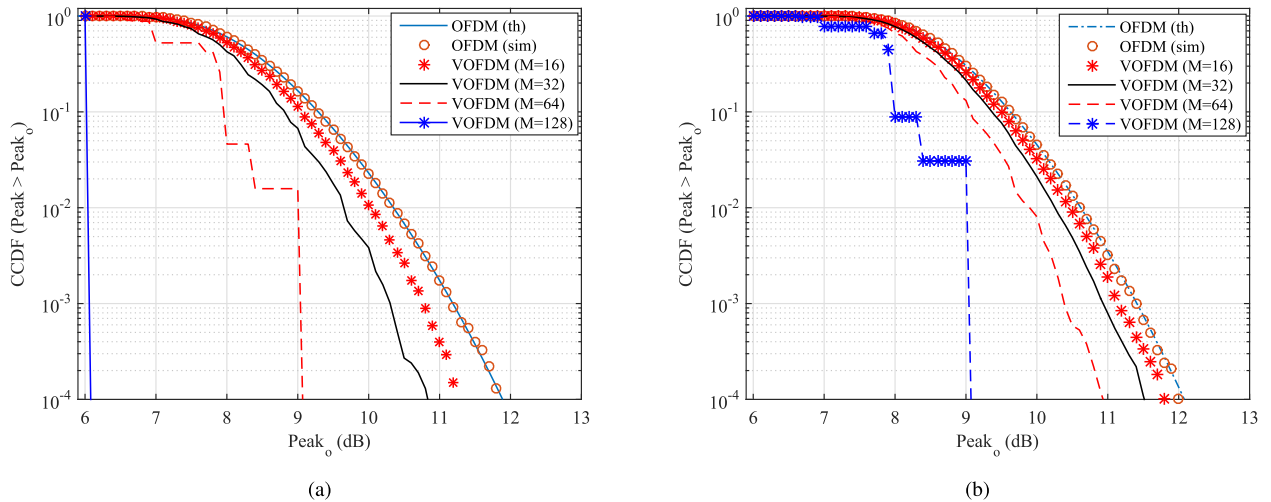 10^0
10^-1
10^-2
10^-3
10^-4
CCDF (Peak > Peak_o)
6 7 8 9 10 11 12 13
Peak_o (dB)
OFDM (th)
OFDM (sim)
VOFDM (M=16)
VOFDM (M=32)
VOFDM (M=64)
VOFDM (M=128)
(a)
10^0
10^-1
10^-2
10^-3
10^-4
CCDF (Peak > Peak_o)
6 7 8 9 10 11 12 13
Peak_o (dB)
OFDM (th)
OFDM (sim)
VOFDM (M=16)
VOFDM (M=32)
VOFDM (M=64)
VOFDM (M=128)
(b)